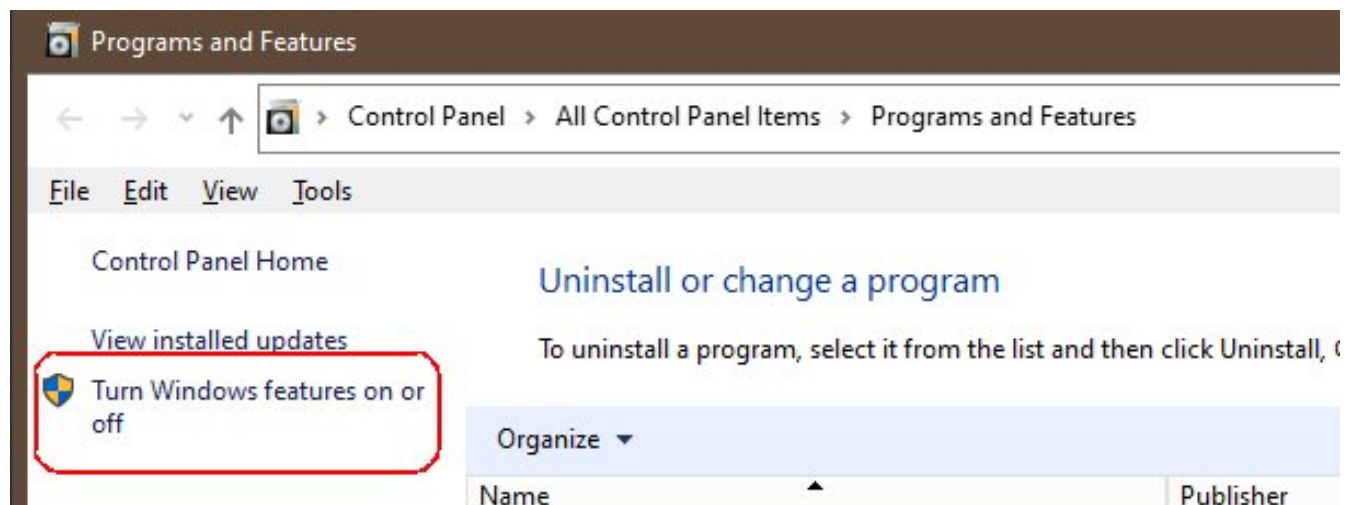 Programs and Features
Control Panel > All Control Panel Items > Programs and Features
File Edit View Tools
Control Panel Home
Uninstall or change a program
View installed updates
To uninstall a program, select it from the list and then click Uninstall,
Turn Windows features on or
off
Organize
Name Publisher